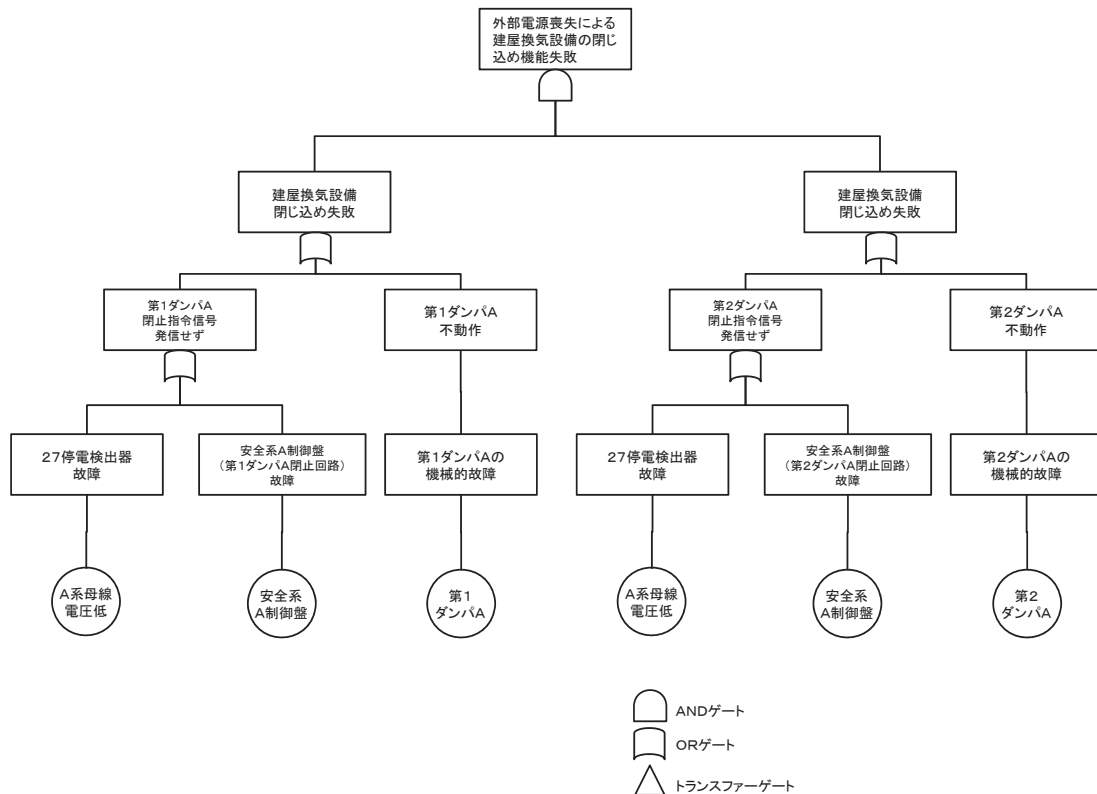 外部電源喪失による
建屋換気設備の閉じ
込め機能失敗
建屋換気設備
閉じ込め失敗
建屋換気設備
閉じ込め失敗
第1ダンパA
閉止指令信号
発信せず
第1ダンパA
不動作
第2ダンパA
閉止指令信号
発信せず
第2ダンパA
不動作
27停電検出器
故障
安全系A制御盤
(第1ダンパA閉止回路)
故障
第1ダンパAの
機械的故障
27停電検出器
故障
安全系A制御盤
(第2ダンパA閉止回路)
故障
第2ダンパAの
機械的故障
A系母線
電圧低
安全系
A制御盤
第1
ダンパA
A系母線
電圧低
安全系
A制御盤
第2
ダンパA
ANDゲート
ORゲート
トランスファーゲート